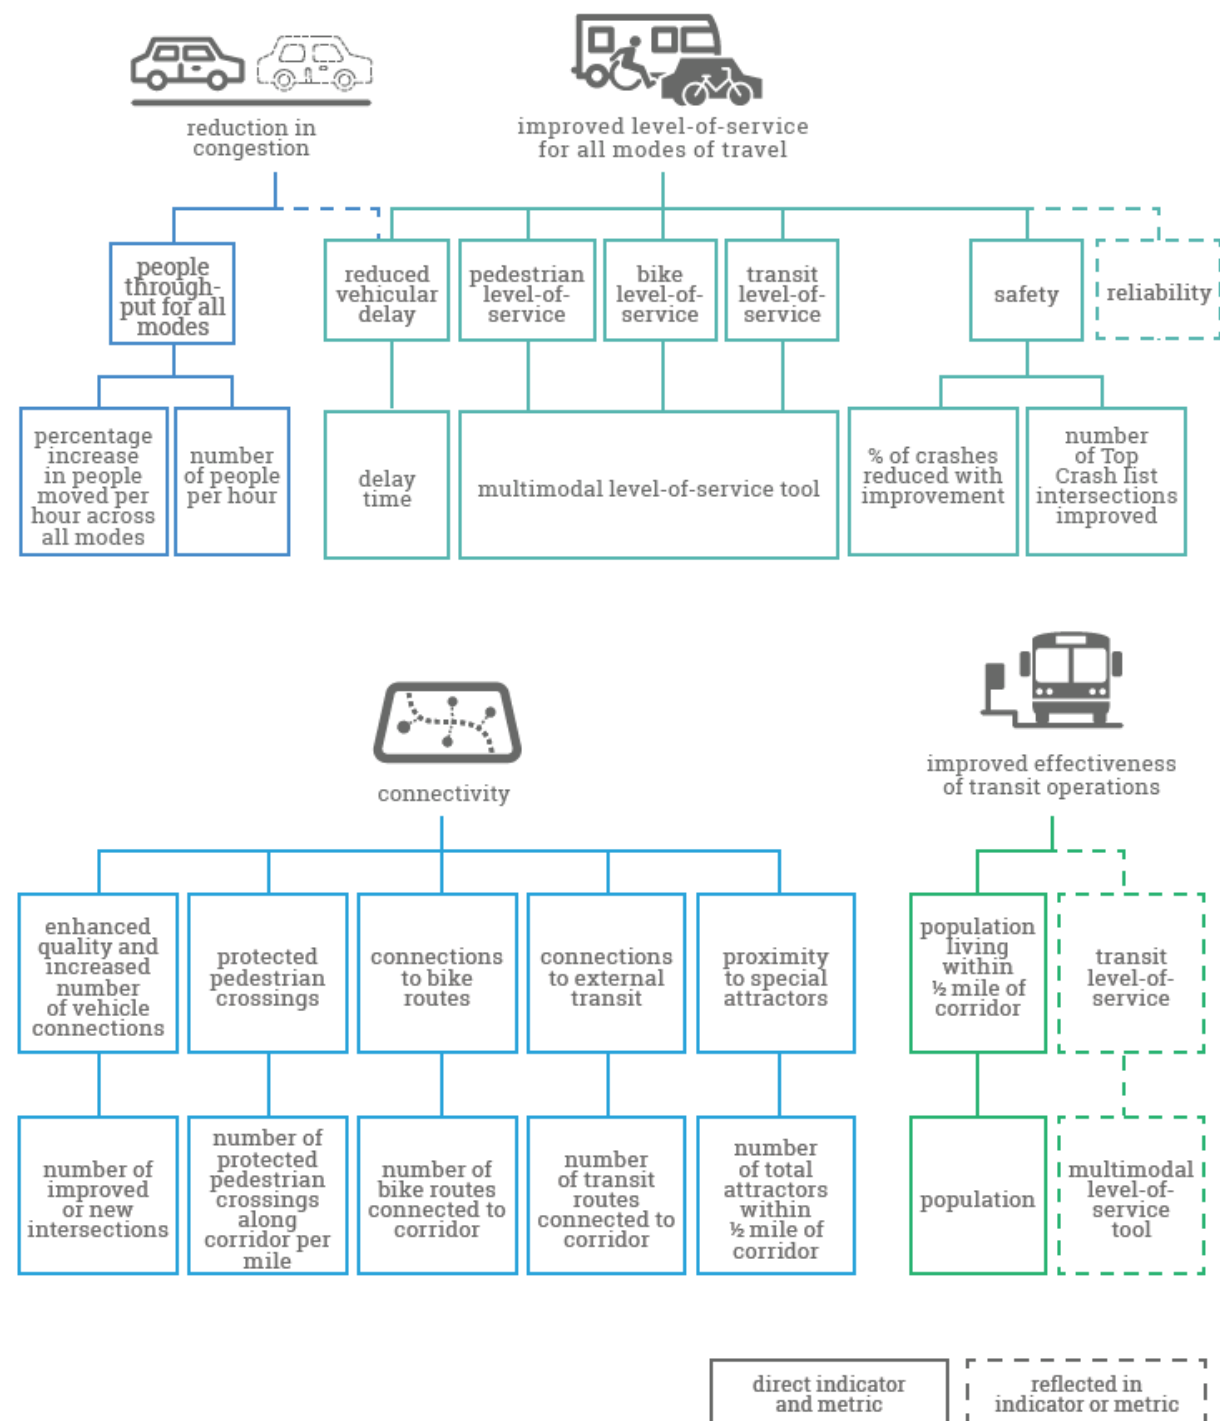 reduction in
congestion
improved level-of-service
for all modes of travel
people
through-
put for all
modes
reduced
vehicular
delay
pedestrian
level-of-
service
bike
level-of-
service
transit
level-of-
service
safety
reliability
percentage
increase
in people
moved per
hour across
all modes
number
of people
per hour
delay
time
multimodal level-of-service tool
% of crashes
reduced with
improvement
number
of Top
Crash list
intersections
improved
connectivity
improved effectiveness
of transit operations
enhanced
quality and
increased
number
of vehicle
connections
protected
pedestrian
crossings
connections
to bike
routes
connections
to external
transit
proximity
to special
attractors
population
living
within
½ mile of
corridor
transit
level-of-
service
number of
improved
or new
intersections
number of
protected
pedestrian
crossings
along
corridor per
mile
number of
bike routes
connected to
corridor
number
of transit
routes
connected to
corridor
number
of total
attractors
within
½ mile of
corridor
population
multimodal
level-of-
service
tool
direct indicator
and metric
reflected in
indicator or metric